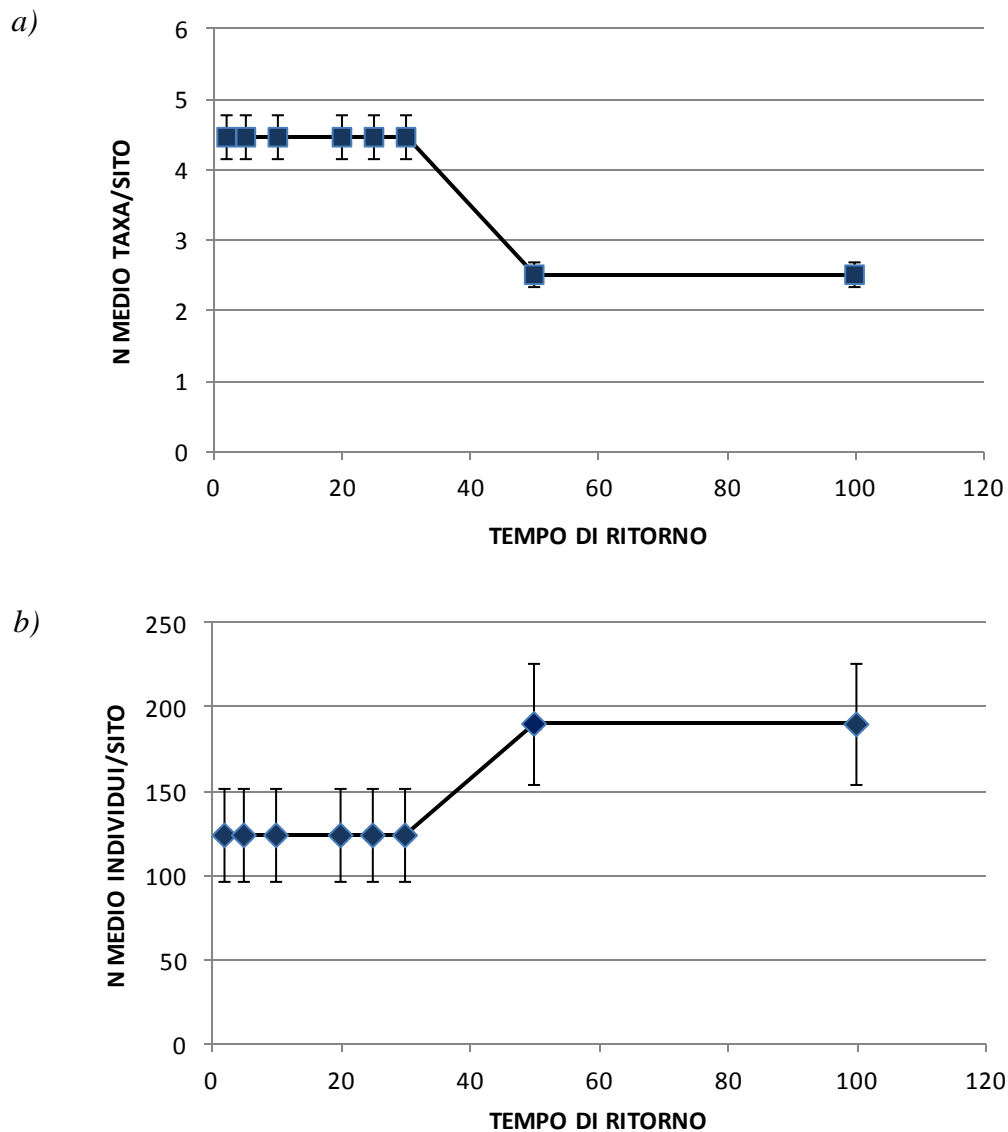 a)
6
5
4
3
2
1
0
N MEDIO TAXA/SITO
0 20 40 60 80 100 120
TEMPO DI RITORNO
b)
250
200
150
100
50
0
N MEDIO INDIVIDUI/SITO
0 20 40 60 80 100 120
TEMPO DI RITORNO